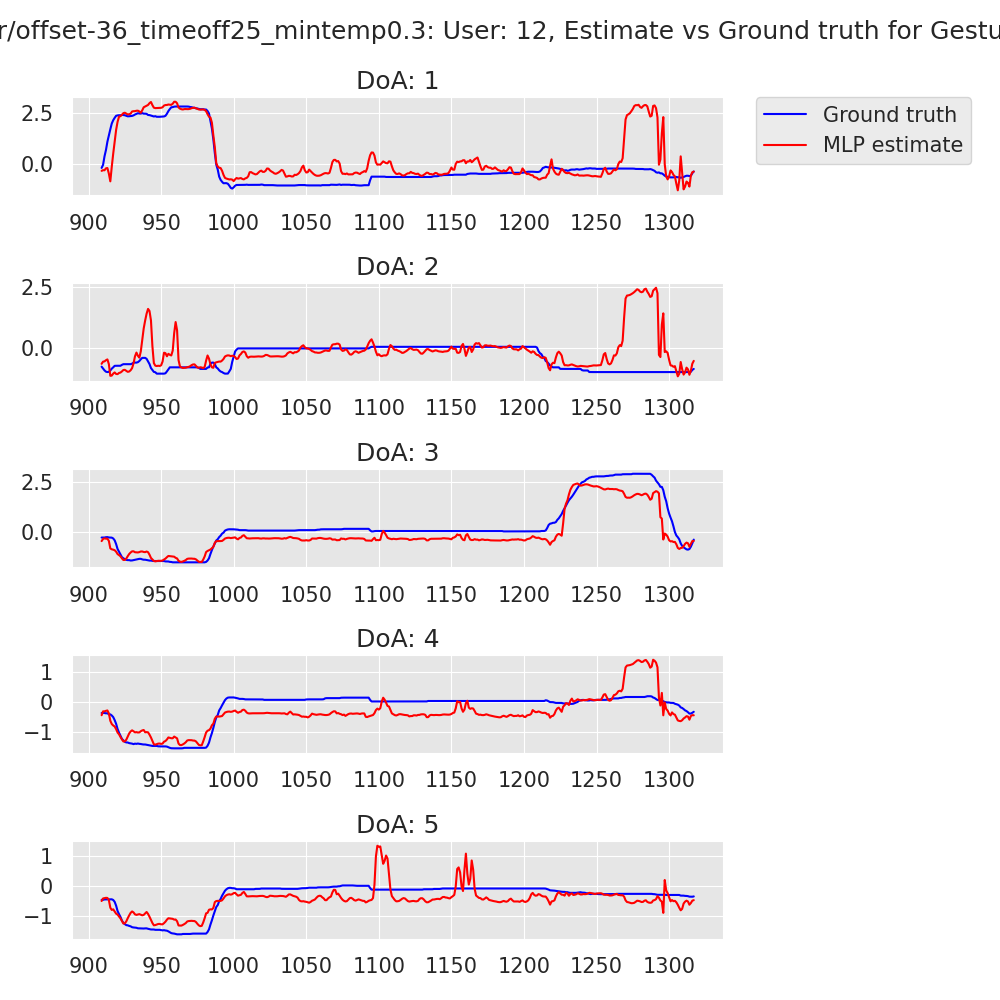 r/offset-36_timeoff25_mintemp0.3: User: 12, Estimate vs Ground truth for Gestu
DoA: 1
2.5
0.0
900 950 1000 1050 1100 1150 1200 1250 1300
Ground truth
MLP estimate
DoA: 2
2.5
0.0
900 950 1000 1050 1100 1150 1200 1250 1300
DoA: 3
2.5
0.0
900 950 1000 1050 1100 1150 1200 1250 1300
DoA: 4
1
0
−1
900 950 1000 1050 1100 1150 1200 1250 1300
DoA: 5
1
0
−1
900 950 1000 1050 1100 1150 1200 1250 1300